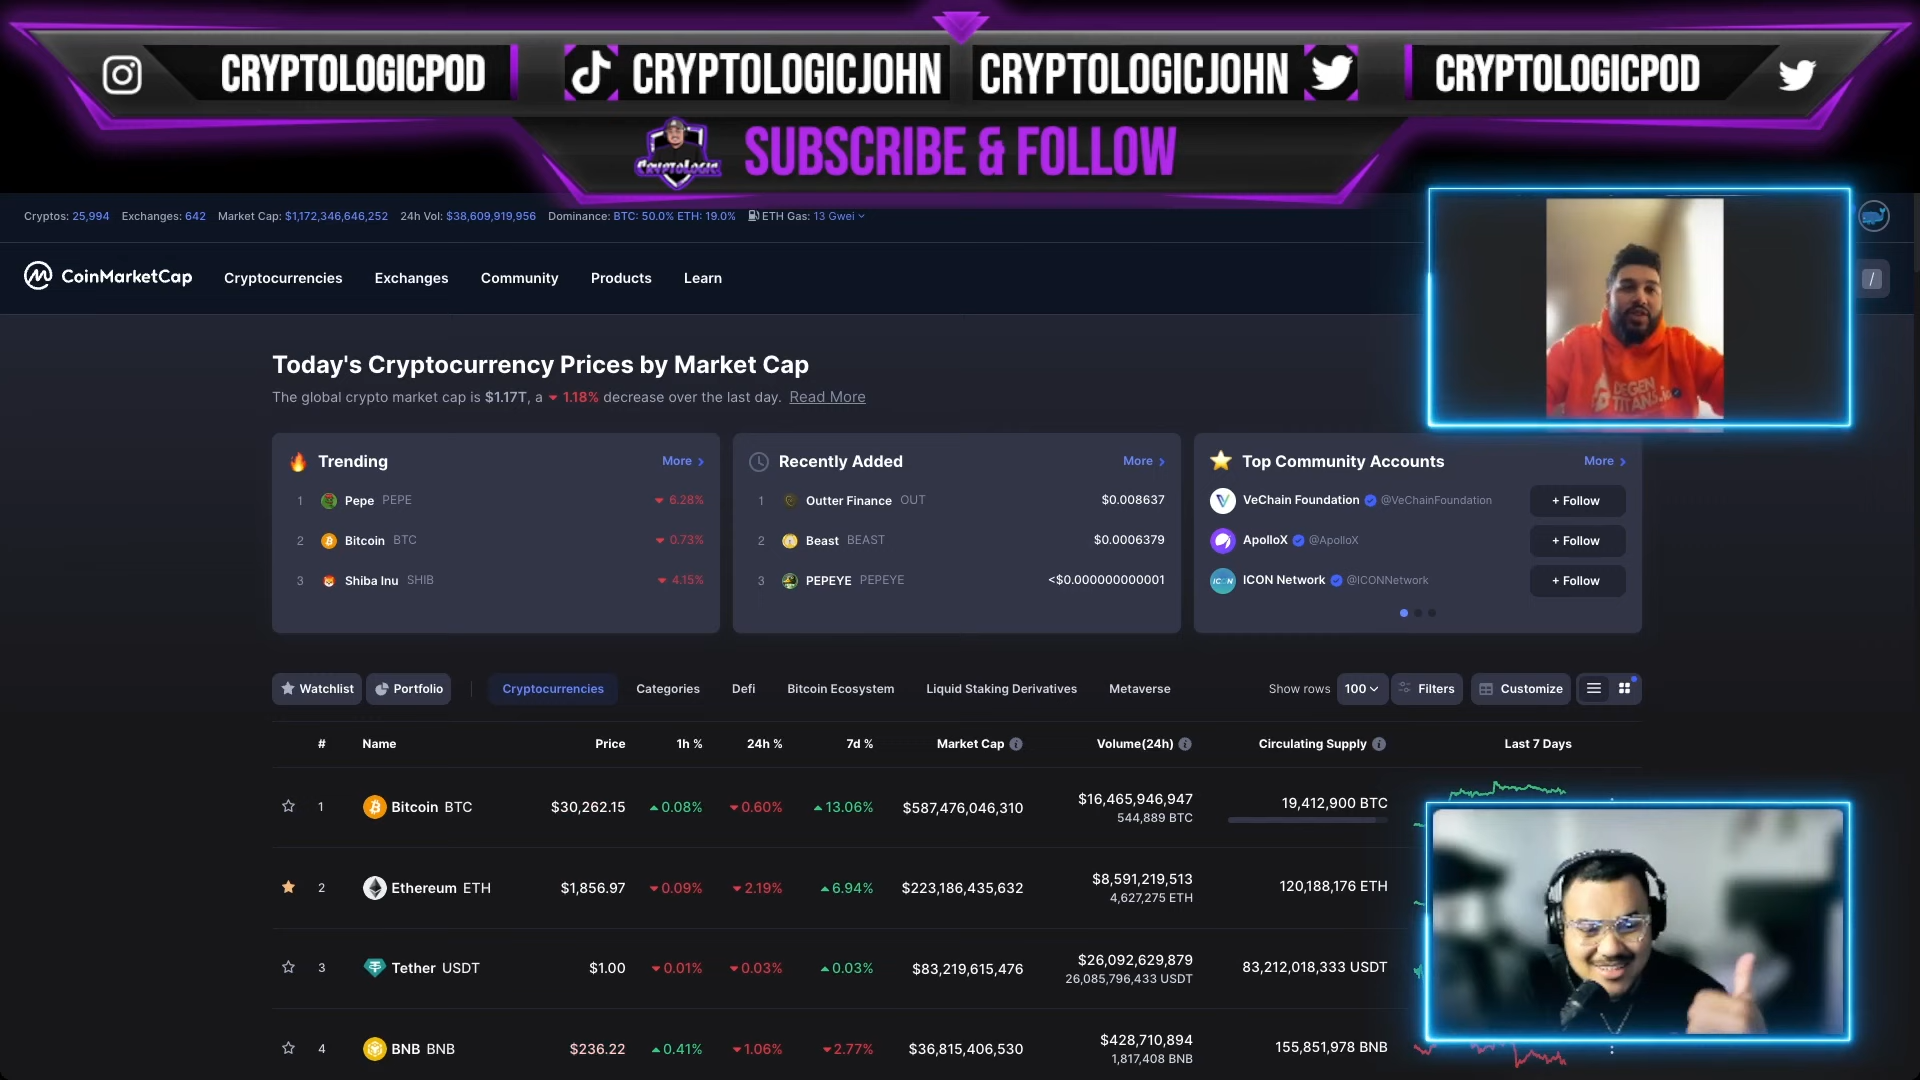 CRYPTOLOGICPOD
CRYPTOLOGICJOHN
CRYPTOLOGICJOHN
CRYPTOLOGICPOD
CRYPTOLOGIC
SUBSCRIBE & FOLLOW
Cryptos: 25,994 Exchanges: 642 Market Cap: $1,172,346,646,252 24h Vol: $38,609,919,956 Dominance: BTC: 50.0% ETH: 19.0% ETH Gas: 13 Gwei
CoinMarketCap Cryptocurrencies Exchanges Community Products Learn /
DEGEN
TITANS.io
Today's Cryptocurrency Prices by Market Cap
The global crypto market cap is $1.17T, a 1.18% decrease over the last day. Read More
Trending More
1 Pepe PEPE 6.28%
2 Bitcoin BTC 0.73%
3 Shiba Inu SHIB 4.15%
Recently Added More
1 Outter Finance OUT $0.008637
2 Beast BEAST $0.0006379
3 PEPEYE PEPEYE <$0.000000000001
Top Community Accounts More
VeChain Foundation @VeChainFoundation + Follow
ApolloX @ApolloX + Follow
ICON ICON Network @ICONNetwork + Follow
Watchlist Portfolio Cryptocurrencies Categories Defi Bitcoin Ecosystem Liquid Staking Derivatives Metaverse Show rows 100 Filters Customize
# Name Price 1h % 24h % 7d % Market Cap Volume(24h) Circulating Supply Last 7 Days
1 Bitcoin BTC $30,262.15 0.08% 0.60% 13.06% $587,476,046,310 $16,465,946,947 19,412,900 BTC
544,889 BTC
2 Ethereum ETH $1,856.97 0.09% 2.19% 6.94% $223,186,435,632 $8,591,219,513 120,188,176 ETH
4,627,275 ETH
3 Tether USDT $1.00 0.01% 0.03% 0.03% $83,219,615,476 $26,092,629,879 83,212,018,333 USDT
26,085,796,433 USDT
4 BNB BNB $236.22 0.41% 1.06% 2.77% $36,815,406,530 $428,710,894 155,851,978 BNB
1,817,408 BNB